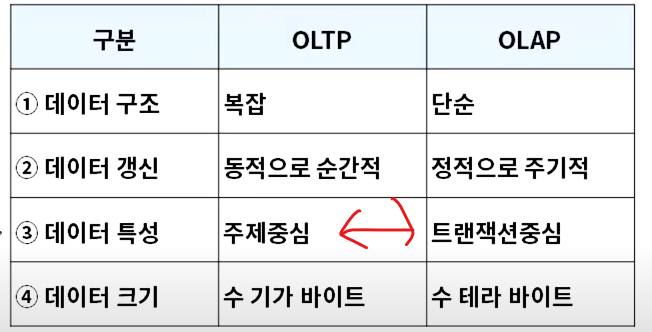 구분 OLTP OLAP
① 데이터 구조 복잡 단순
② 데이터 갱신 동적으로 순간적 정적으로 주기적
③ 데이터 특성 주제중심 트랜잭션중심
④ 데이터 크기 수 기가 바이트 수 테라 바이트